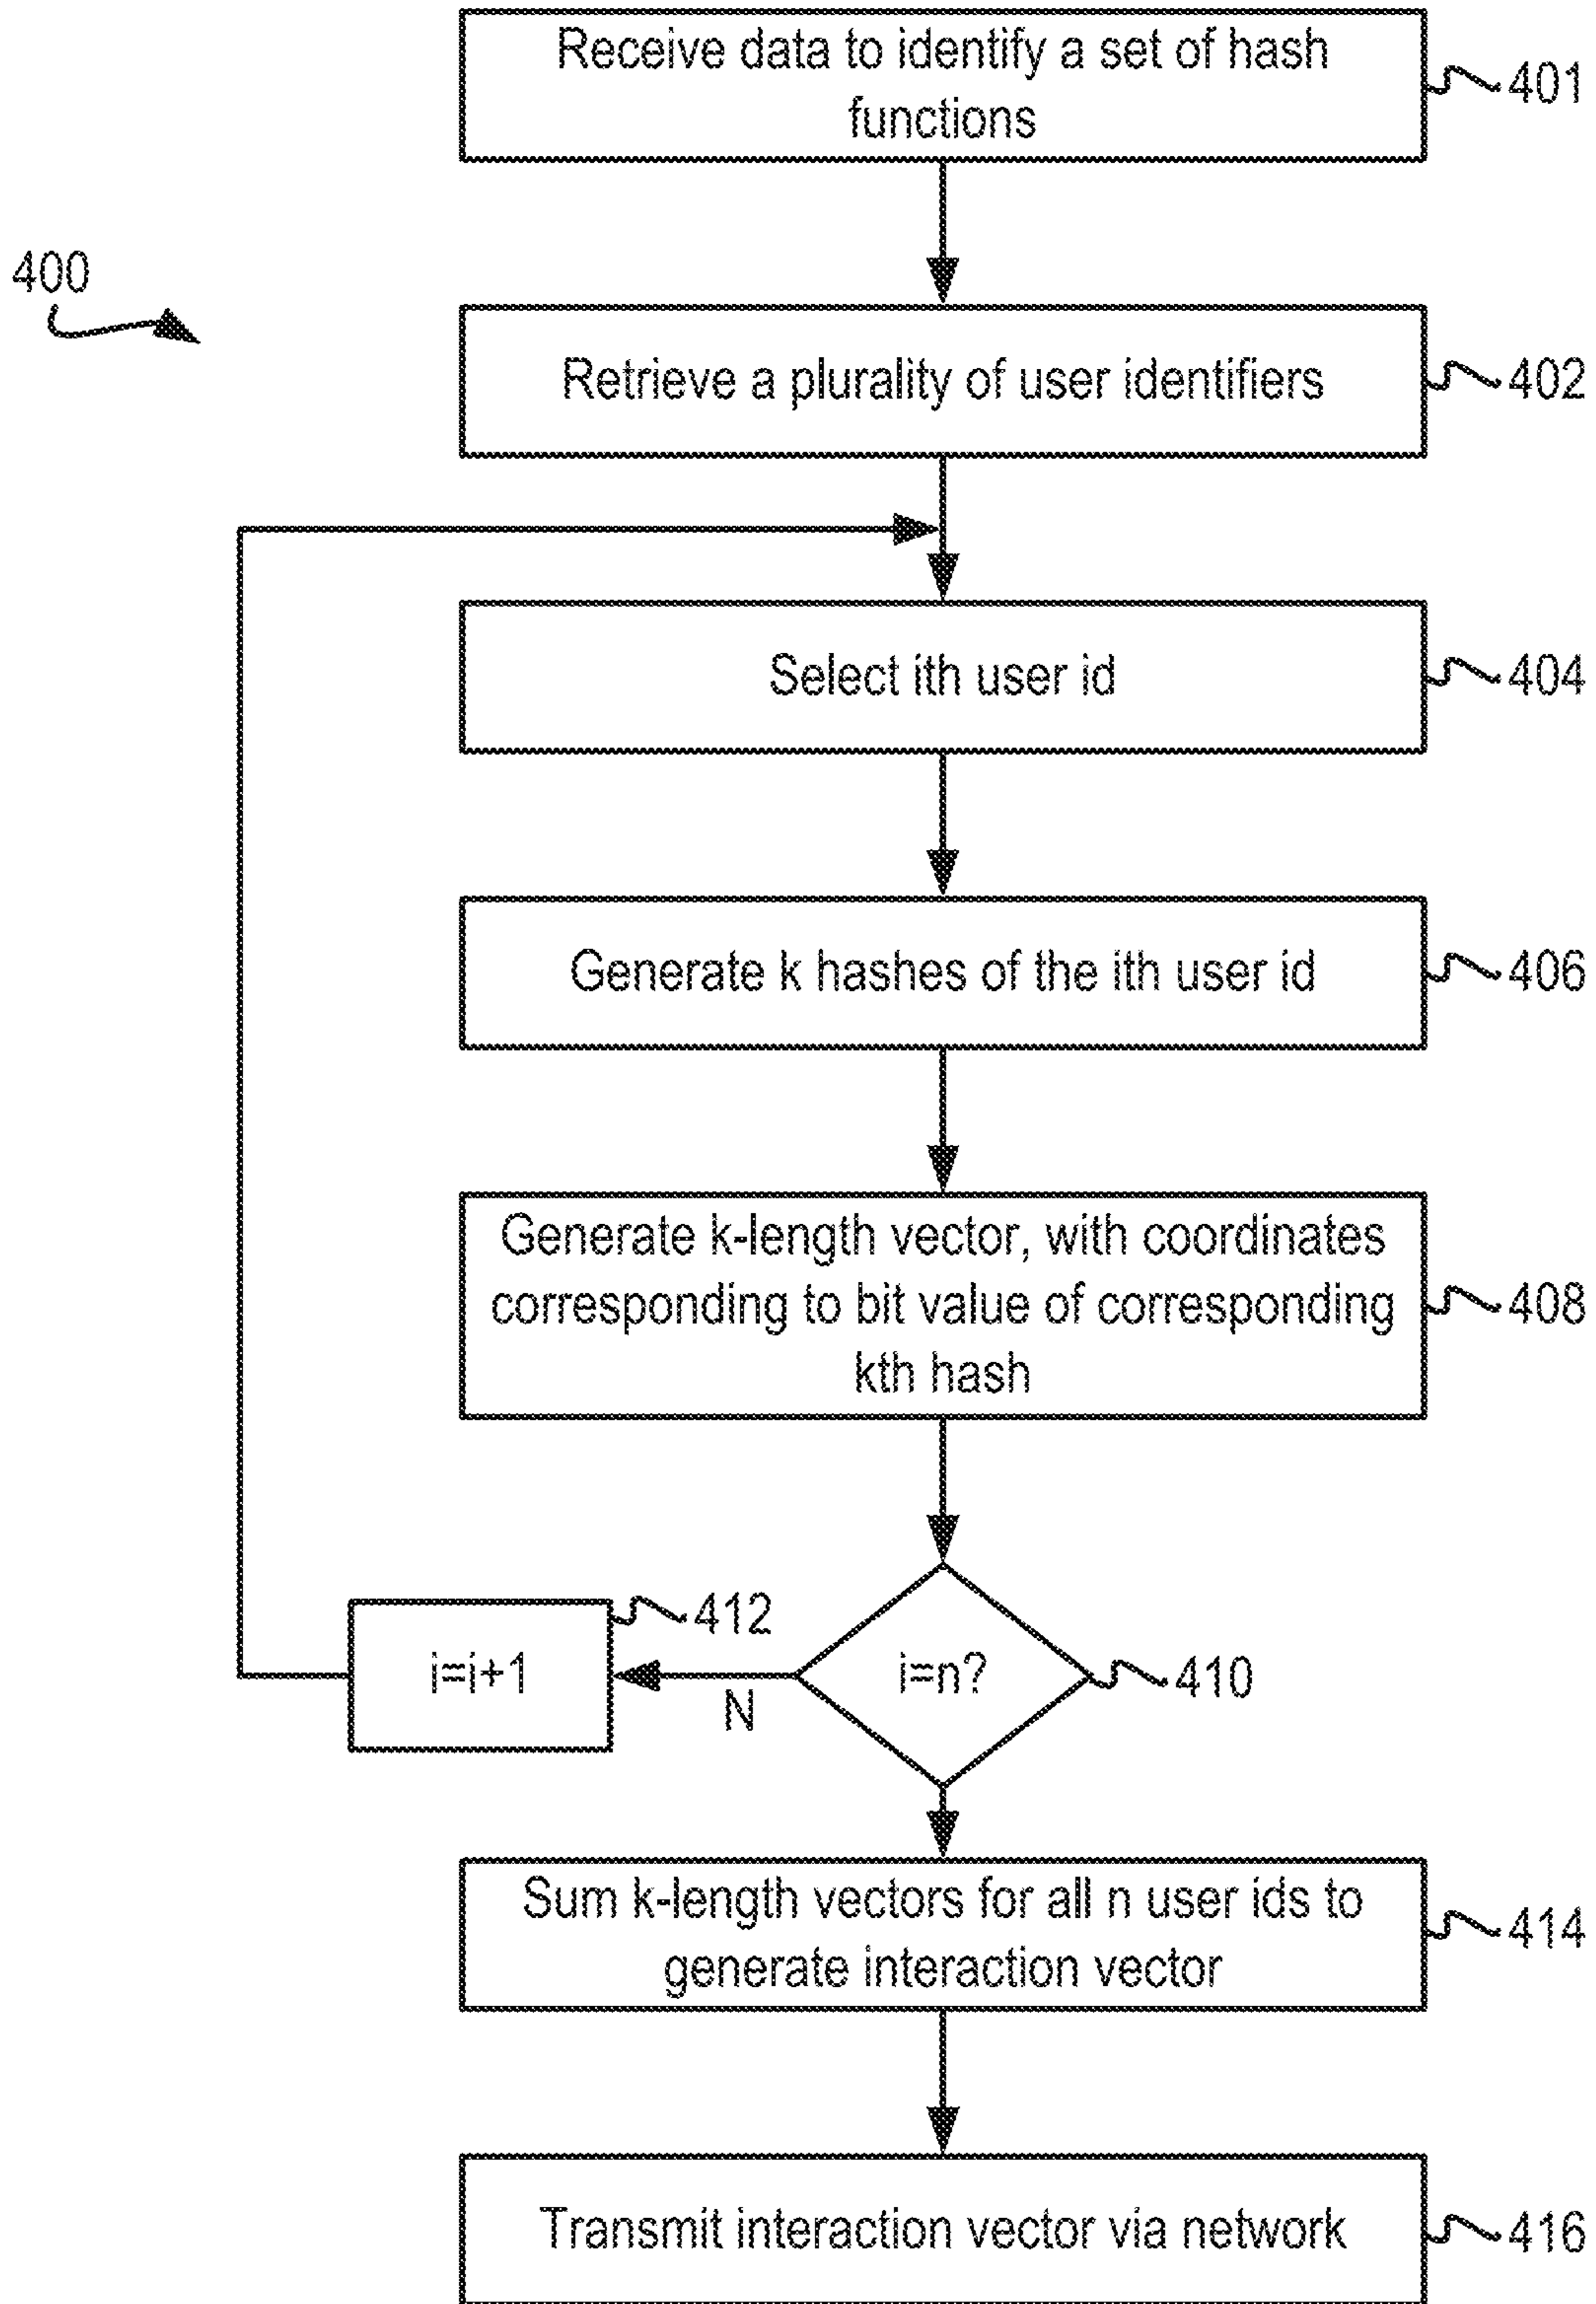 Receive data to identify a set of hash
functions
401
400
Retrieve a plurality of user identifiers
402
Select ith user id
404
Generate k hashes of the ith user id
406
Generate k-length vector, with coordinates
corresponding to bit value of corresponding
kth hash
408
412
i=i+1
N
i=n?
410
Sum k-length vectors for all n user ids to
generate interaction vector
414
Transmit interaction vector via network
416